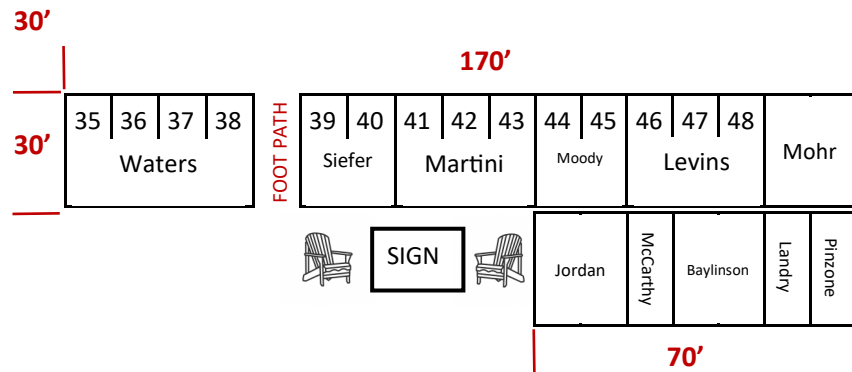 30’
170’
30’
35 36 37 38
Waters
FOOT PATH
39 40 41 42 43 44 45 46 47 48
Siefer Martini Moody Levins Mohr
SIGN
Jordan McCarthy Baylinson Landry Pinzone
70’